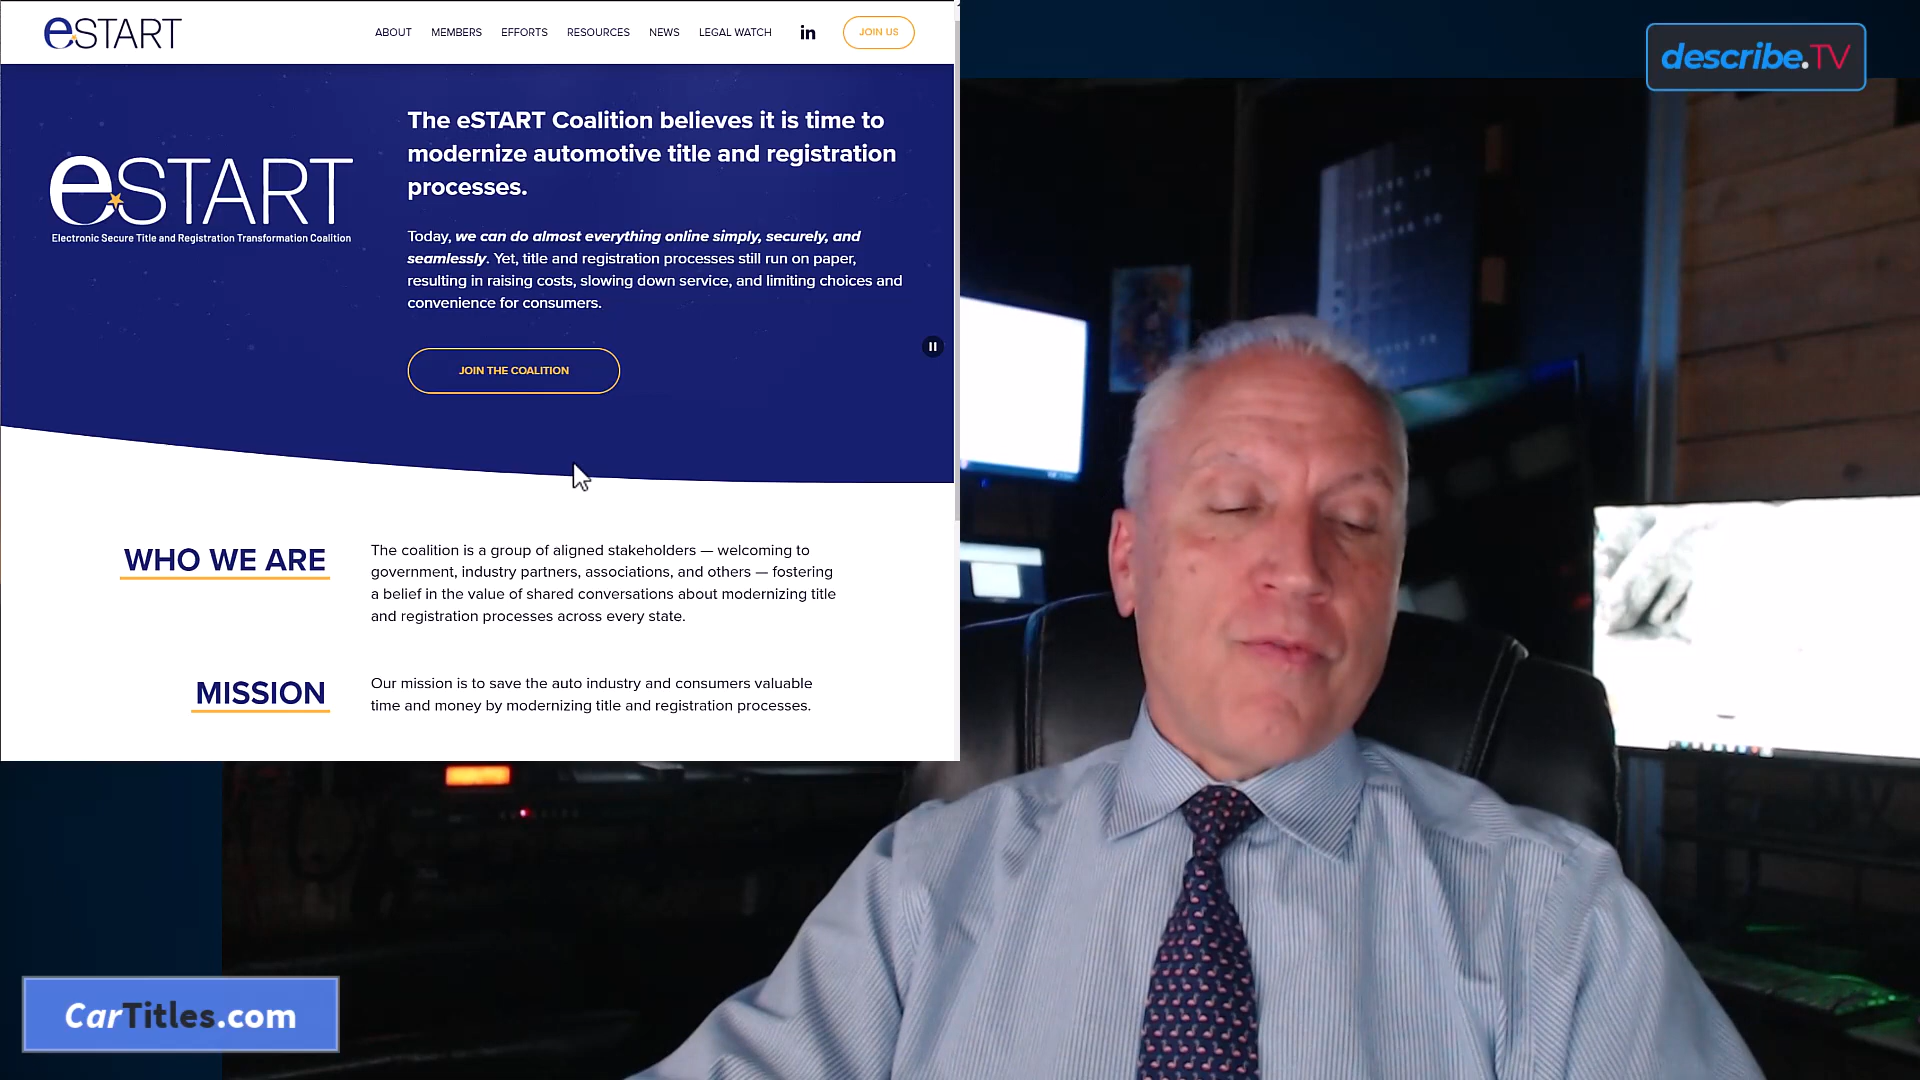 eSTART
ABOUT MEMBERS EFFORTS RESOURCES NEWS LEGAL WATCH in JOIN US
describe.TV
The eSTART Coalition believes it is time to
modernize automotive title and registration
processes.
eSTART
Electronic Secure Title and Registration Transformation Coalition
Today, we can do almost everything online simply, securely, and
seamlessly. Yet, title and registration processes still run on paper,
resulting in raising costs, slowing down service, and limiting choices and
convenience for consumers.
JOIN THE COALITION
WHO WE ARE
The coalition is a group of aligned stakeholders — welcoming to
government, industry partners, associations, and others — fostering
a belief in the value of shared conversations about modernizing title
and registration processes across every state.
MISSION
Our mission is to save the auto industry and consumers valuable
time and money by modernizing title and registration processes.
CarTitles.com